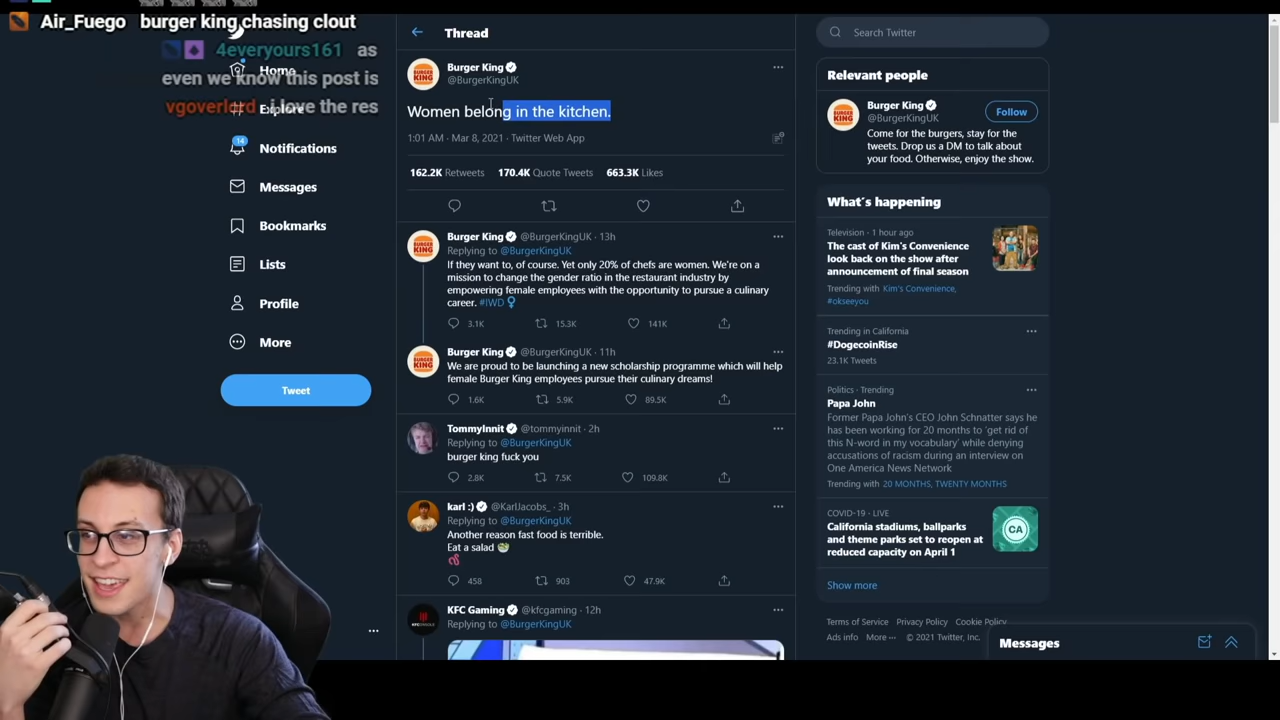 Air_Fuego burger king chasing clout
4everyours161 as
even we know this post is
vgoverlord i love the res
Home
Explore
14
Notifications
Messages
Bookmarks
Lists
Profile
More
Tweet
Thread
Burger King
@BurgerKingUK
Women belong in the kitchen.
1:01 AM · Mar 8, 2021 · Twitter Web App
162.2K Retweets 170.4K Quote Tweets 663.3K Likes
Burger King @BurgerKingUK · 13h
Replying to @BurgerKingUK
If they want to, of course. Yet only 20% of chefs are women. We're on a
mission to change the gender ratio in the restaurant industry by
empowering female employees with the opportunity to pursue a culinary
career. #IWD
3.1K 15.3K 141K
Burger King @BurgerKingUK · 11h
We are proud to be launching a new scholarship programme which will help
female Burger King employees pursue their culinary dreams!
1.6K 5.9K 89.5K
TommyInnit @tommyinnit · 2h
Replying to @BurgerKingUK
burger king fuck you
2.8K 7.5K 109.8K
karl :) @KarlJacobs_ · 3h
Replying to @BurgerKingUK
Another reason fast food is terrible.
Eat a salad
458 903 47.9K
KFC Gaming @kfcgaming · 12h
Replying to @BurgerKingUK
Search Twitter
Relevant people
Burger King
@BurgerKingUK
Follow
Come for the burgers, stay for the
tweets. Drop us a DM to talk about
your food. Otherwise, enjoy the show.
What's happening
Television · 1 hour ago
The cast of Kim's Convenience
look back on the show after
announcement of final season
Trending with Kim's Convenience,
#okseeyou
Trending in California
#DogecoinRise
23.1K Tweets
Politics · Trending
Papa John
Former Papa John's CEO John Schnatter says he
has been working for 20 months to 'get rid of
this N-word in my vocabulary' while denying
accusations of racism during an interview on
One America News Network
Trending with 20 MONTHS, TWENTY MONTHS
COVID-19 · LIVE
California stadiums, ballparks
and theme parks set to reopen at
reduced capacity on April 1
CA
Show more
Terms of Service Privacy Policy Cookie Policy
Ads info More ··· © 2021 Twitter, Inc.
Messages